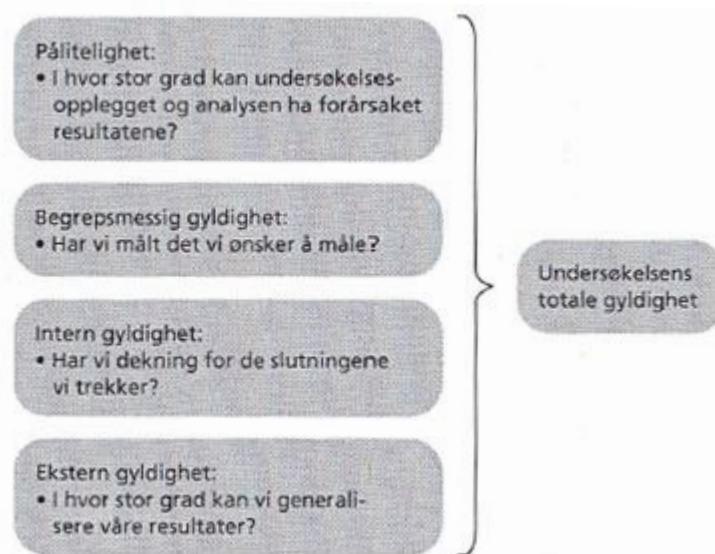 Pålitelighet:
• I hvor stor grad kan undersøkelses-
opplegget og analysen ha forårsaket
resultatene?
Begrepsmessig gyldighet:
• Har vi målt det vi ønsker å måle?
Intern gyldighet:
• Har vi dekning for de slutningene
vi trekker?
Ekstern gyldighet:
• I hvor stor grad kan vi generali-
sere våre resultater?
Undersøkelsens
totale gyldighet